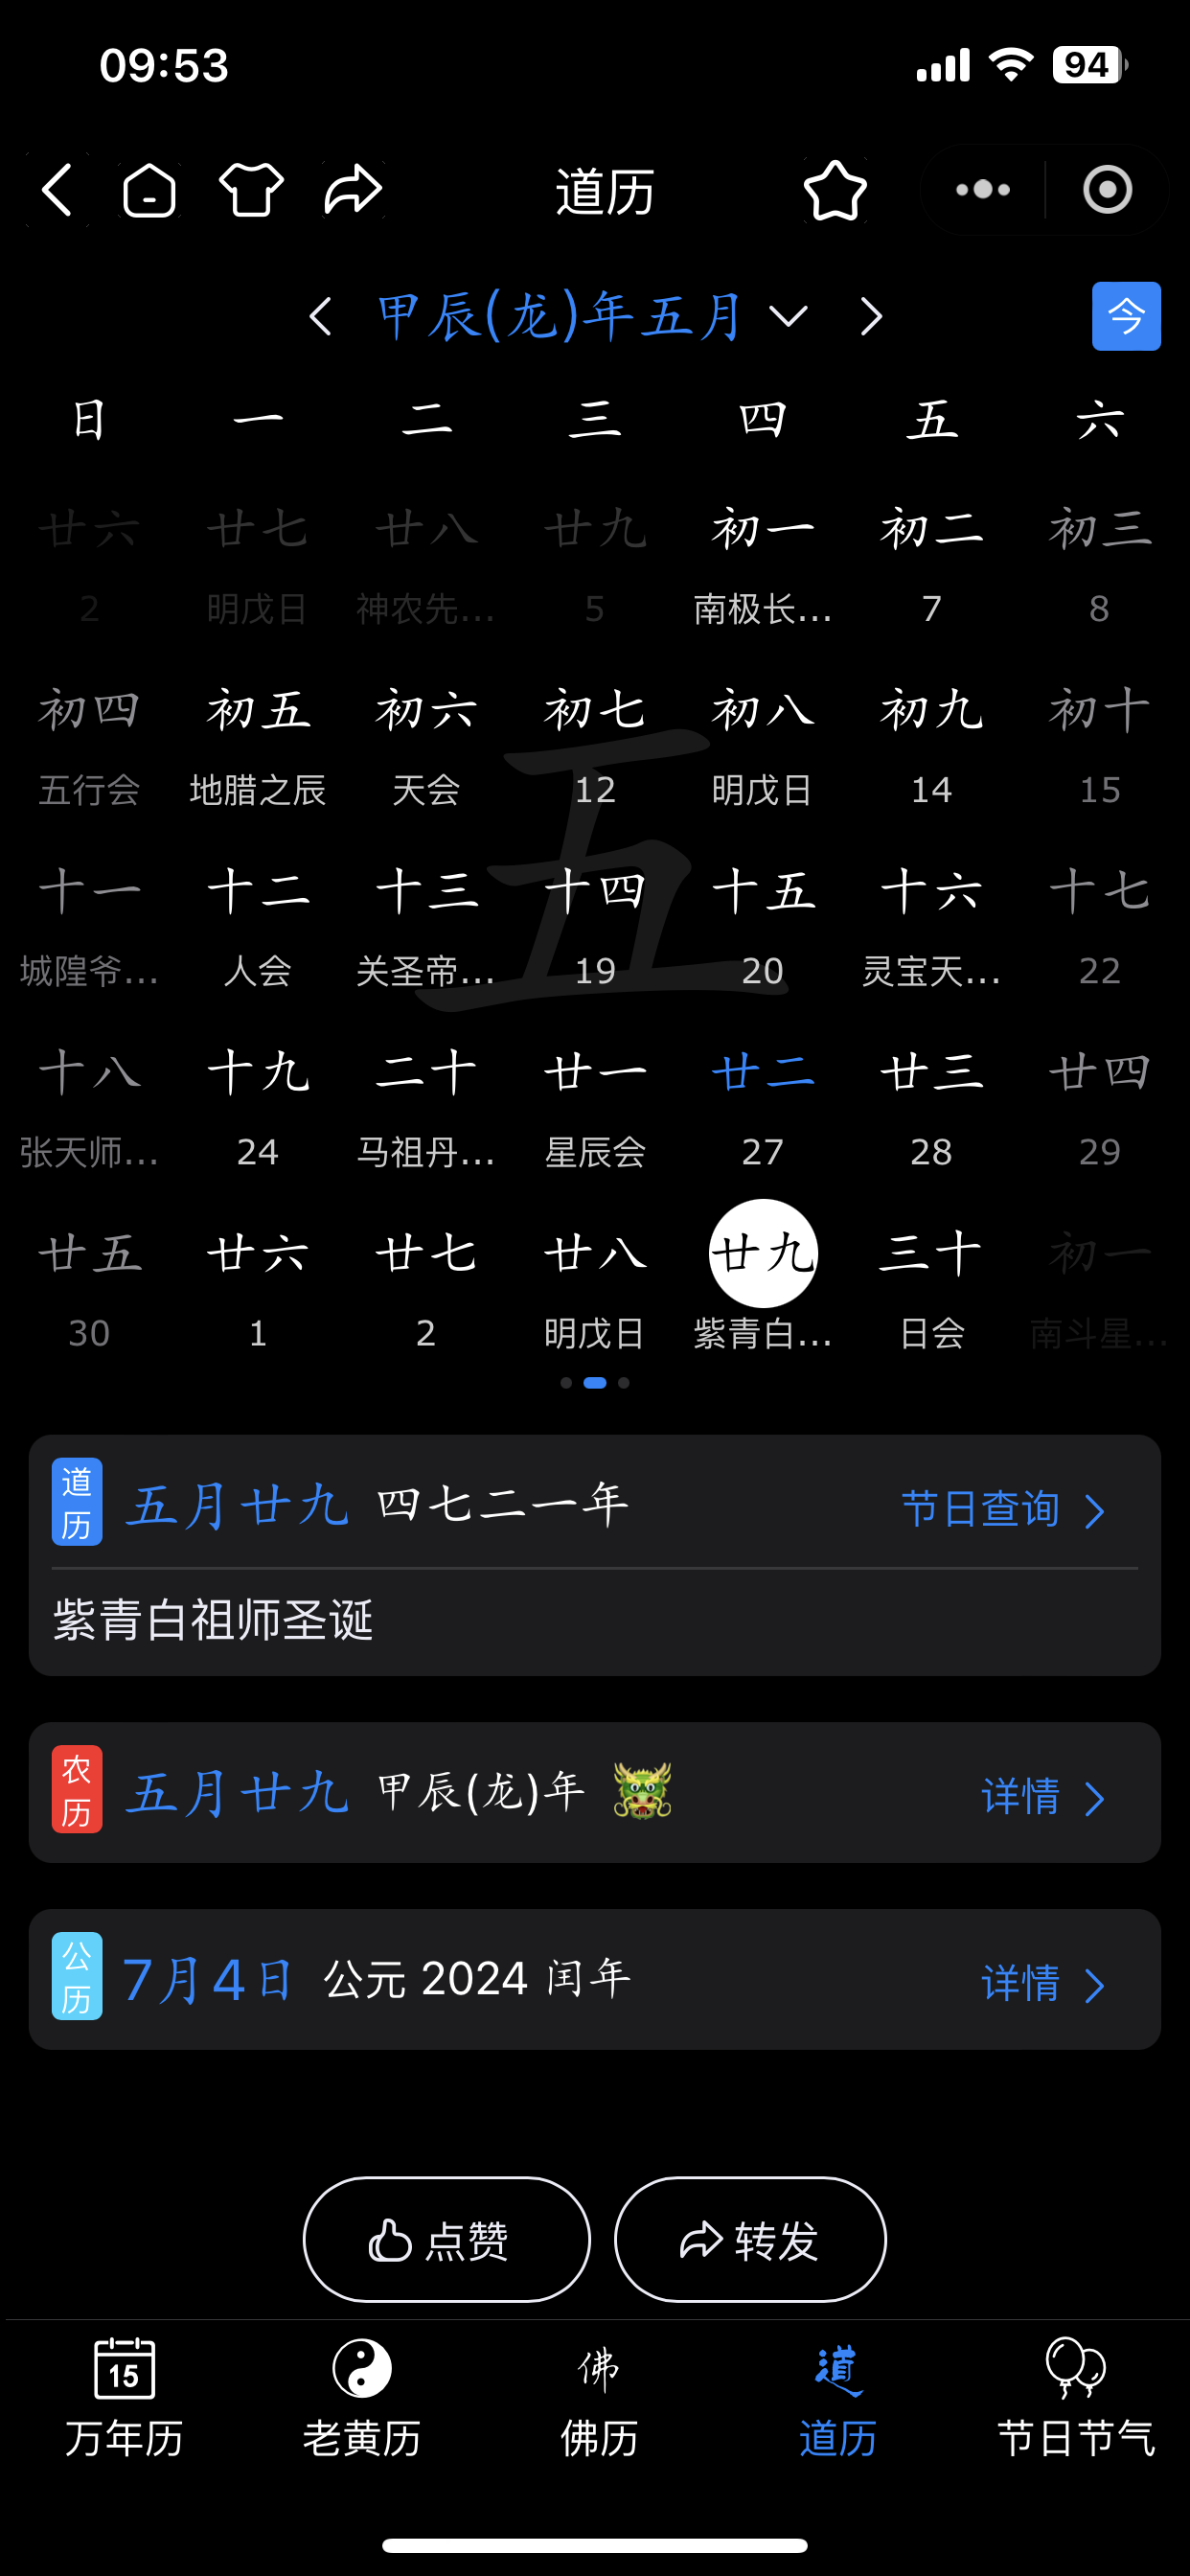 09:53 94
道历
甲辰(龙)年五月 今
日 一 二 三 四 五 六
廿六 廿七 廿八 廿九 初一 初二 初三
2 明戊日 神农先... 5 南极长... 7 8
初四 初五 初六 初七 初八 初九 初十
五行会 地腊之辰 天会 12 明戊日 14 15
五
十一 十二 十三 十四 十五 十六 十七
城隍爷... 人会 关圣帝... 19 20 灵宝天... 22
十八 十九 二十 廿一 廿二 廿三 廿四
张天师... 24 马祖丹... 星辰会 27 28 29
廿五 廿六 廿七 廿八 廿九 三十 初一
30 1 2 明戊日 紫青白... 日会 南斗星...
道历 五月廿九 四七二一年 节日查询
紫青白祖师圣诞
农历 五月廿九 甲辰(龙)年 详情
公历 7月4日 公元 2024 闰年 详情
点赞 转发
15 佛 道
万年历 老黄历 佛历 道历 节日节气